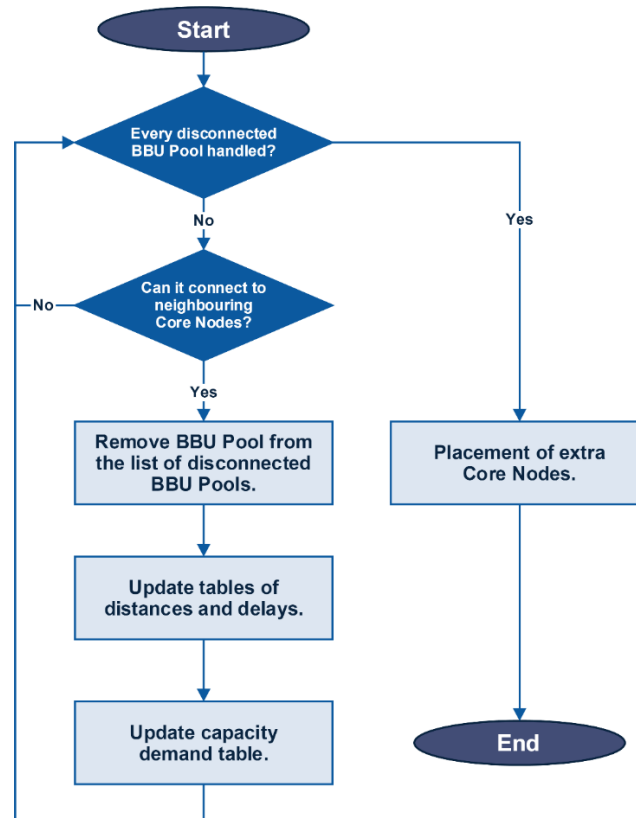 Start
Every disconnected
BBU Pool handled?
No
Yes
Can it connect to
neighbouring
Core Nodes?
No
Yes
Remove BBU Pool from
the list of disconnected
BBU Pools.
Placement of extra
Core Nodes.
Update tables of
distances and delays.
Update capacity
demand table.
End